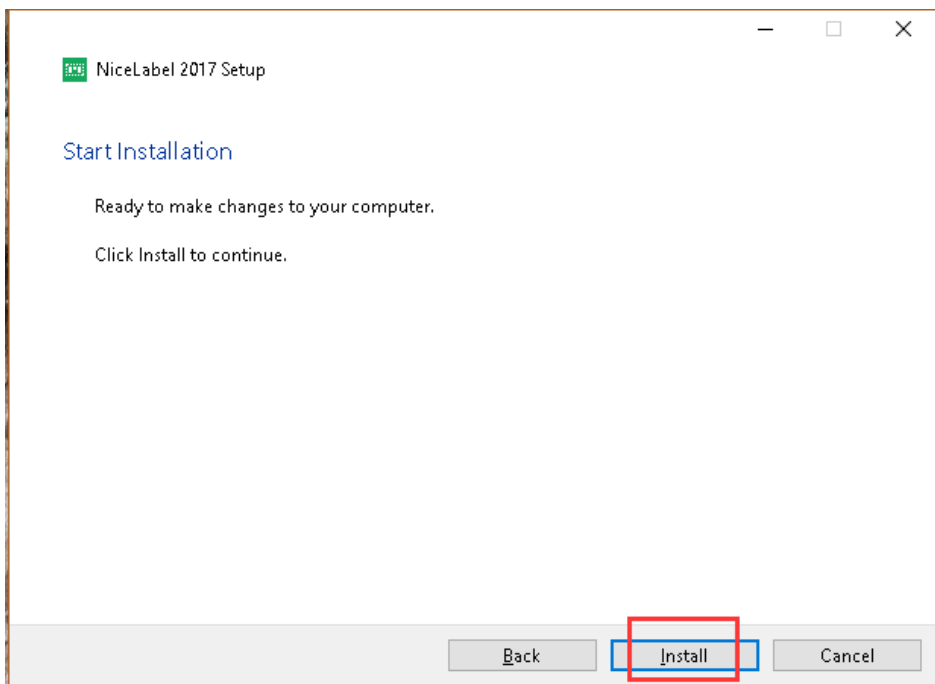 NiceLabel 2017 Setup
Start Installation
Ready to make changes to your computer.
Click Install to continue.
Back
Install
Cancel